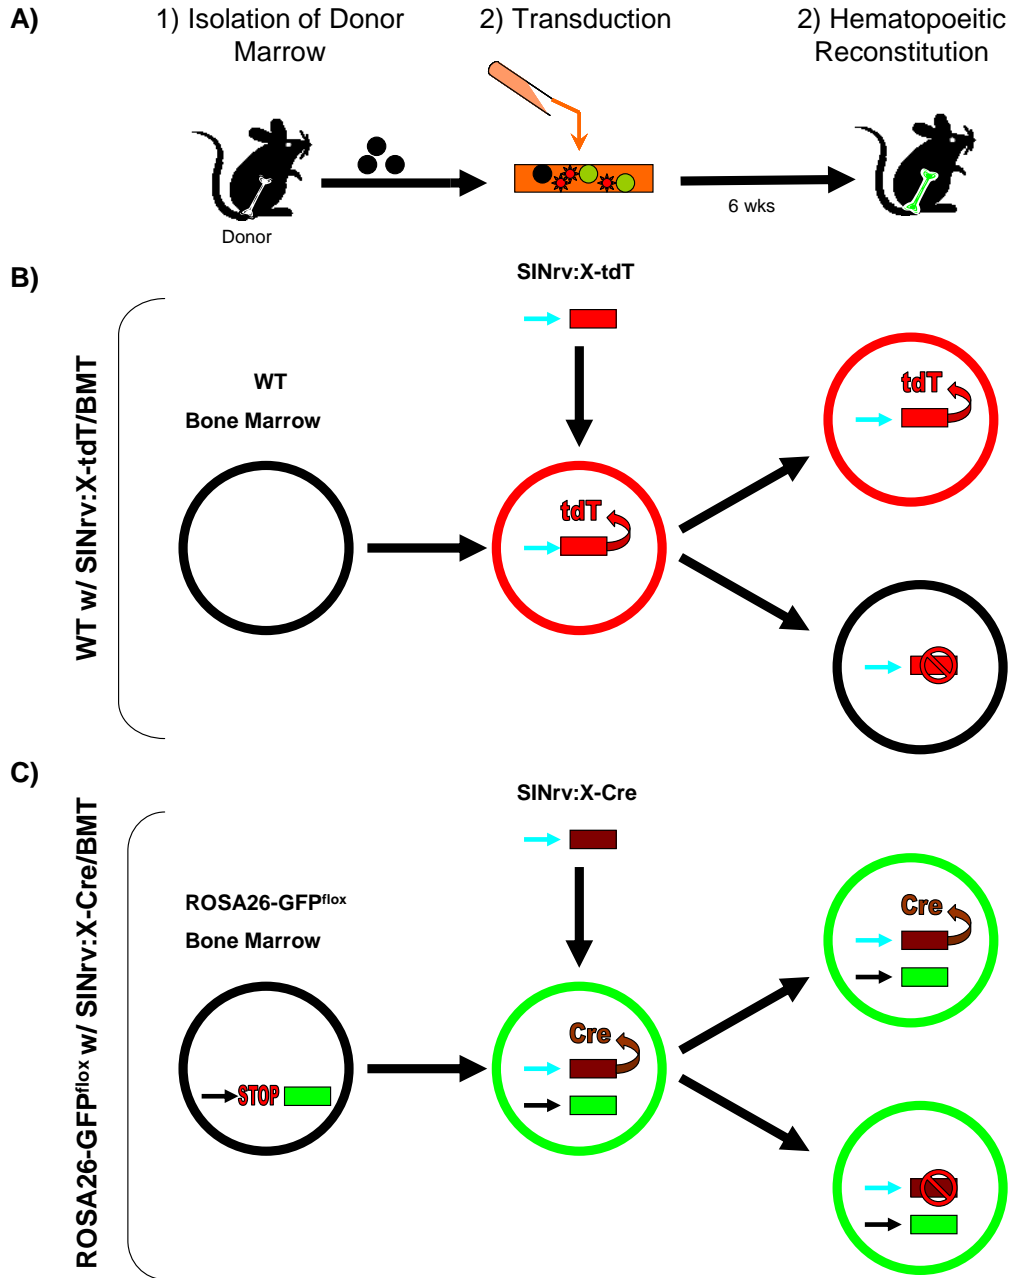 A)
1) Isolation of Donor
Marrow
2) Transduction
2) Hematopoeitic
Reconstitution
Donor
6 wks
B)
WT w/ SINrv:X-tdT/BMT
SINrv:X-tdT
WT
Bone Marrow
tdT
tdT
C)
ROSA26-GFPflox w/ SINrv:X-Cre/BMT
SINrv:X-Cre
ROSA26-GFPflox
Bone Marrow
STOP
Cre
Cre